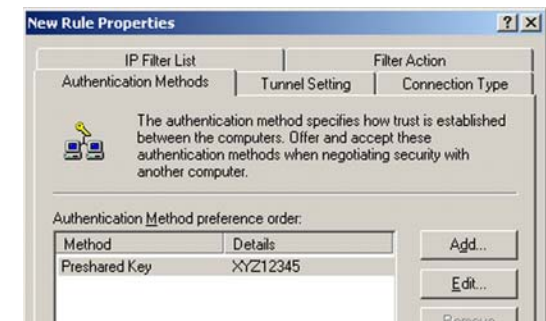 New Rule Properties
IP Filter List Filter Action
Authentication Methods Tunnel Setting Connection Type
The authentication method specifies how trust is established
between the computers. Offer and accept these
authentication methods when negotiating security with
another computer.
Authentication Method preference order:
Method Details Add...
Preshared Key XYZ12345
Edit...
Remove